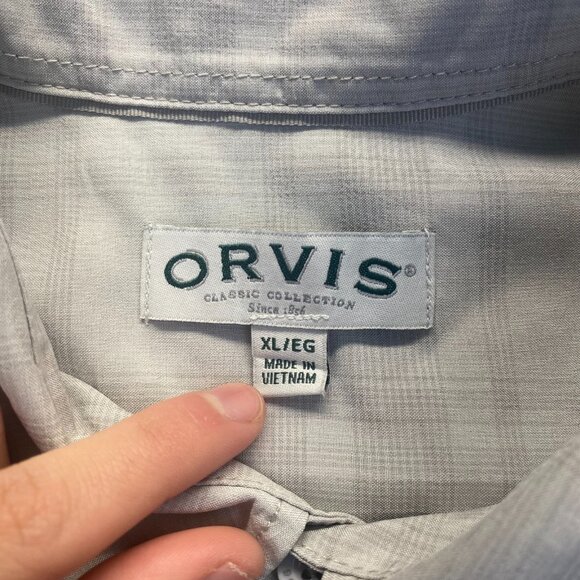 ORVIS®
CLASSIC COLLECTION
Since 1856
XL/EG
MADE IN
VIETNAM